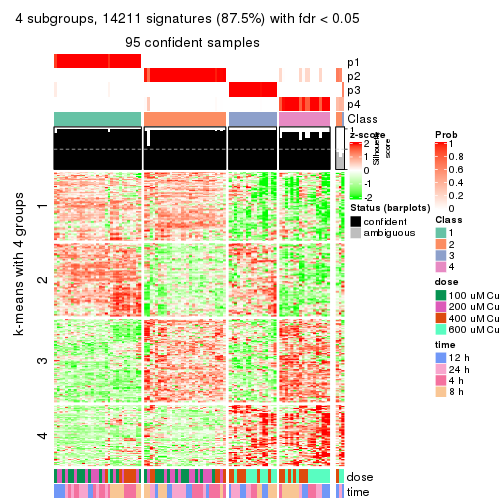 4 subgroups, 14211 signatures (87.5%) with fdr < 0.05
95 confident samples
p1
p2
p3
p4
Class
1
Silhouette
score
z-score
2
1
0
-1
-2
Status (barplots)
confident
ambiguous
Prob
1
0.8
0.6
0.4
0.2
0
Class
1
2
3
4
dose
100 uM Cu
200 uM Cu
400 uM Cu
600 uM Cu
time
12 h
24 h
4 h
8 h
k-means with 4 groups
1
2
3
4
dose
time